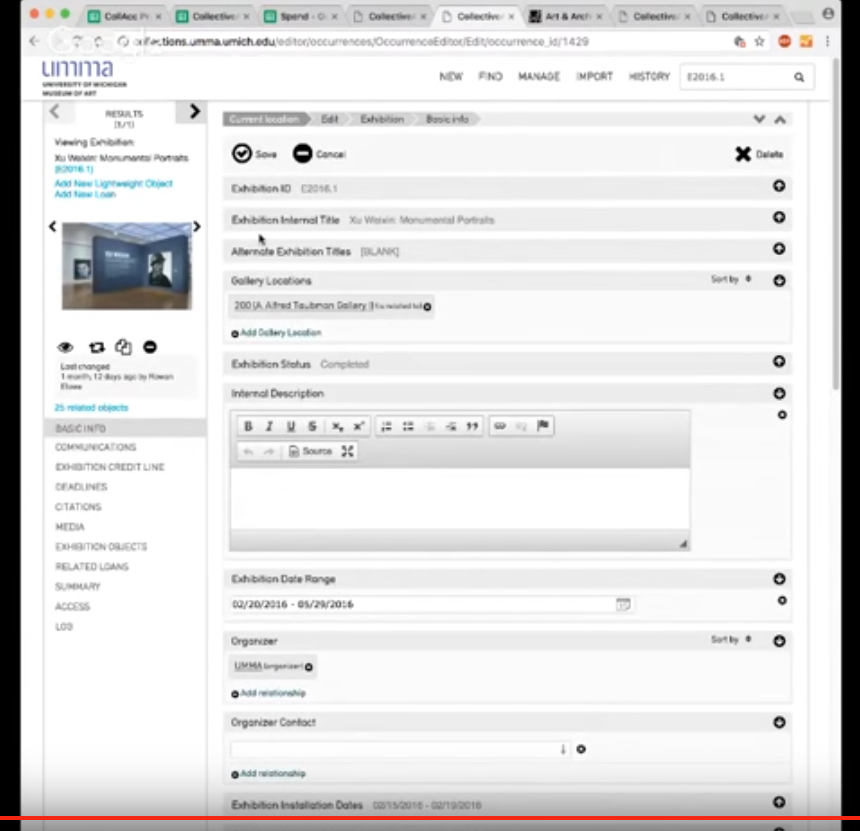 CollAcc Pr
Collective
Spend - G
Collective
Collective
Art & Arch
Collective
Collective
collections.umma.umich.edu/editor/occurrences/OccurrenceEditor/Edit/occurrence_id/1429
umma
UNIVERSITY OF MICHIGAN
MUSEUM OF ART
NEW FIND MANAGE IMPORT HISTORY E2016.1
RESULTS
(1/1)
Viewing Exhibition:
Xu Weixin: Monumental Portraits
(E2016.1)
Add New Lightweight Object
Add New Loan
XU WEIXIN
Last changed
1 month, 12 days ago by Rowan
25 related objects
BASIC INFO
COMMUNICATIONS
EXHIBITION CREDIT LINE
DEADLINES
CITATIONS
MEDIA
EXHIBITION OBJECTS
RELATED LOANS
SUMMARY
ACCESS
LOG
Current location Edit Exhibition Basic info
Save Cancel Delete
Exhibition ID E2016.1
Exhibition Internal Title Xu Weixin: Monumental Portraits
Alternate Exhibition Titles [BLANK]
Gallery Locations Sort by
200 (A. Alfred Taubman Gallery I) (is related to)
Add Gallery Location
Exhibition Status Completed
Internal Description
B I U S x x
Source
Exhibition Date Range
02/20/2016 - 05/29/2016
Organizer Sort by
UMMA (organizer)
Add relationship
Organizer Contact
Add relationship
Exhibition Installation Dates 02/15/2016 - 02/19/2016